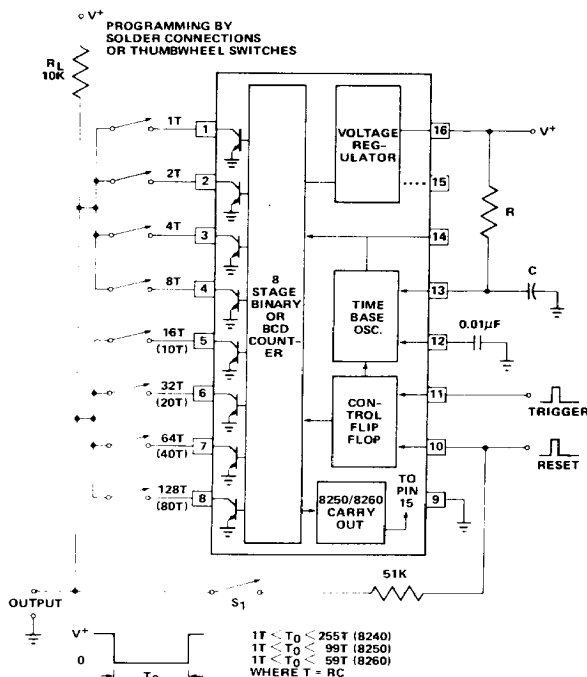 V+
PROGRAMMING BY
SOLDER CONNECTIONS
OR THUMBWHEEL SWITCHES
RL
10K
1T
1
2T
2
4T
3
8T
4
16T
(10T)
5
32T
(20T)
6
64T
(40T)
7
128T
(80T)
8
8
STAGE
BINARY
OR
BCD
COUNT-
ER
VOLTAGE
REG-
ULATOR
TIME
BASE
OSC.
CON-
TROL
FLIP
FLOP
8250/8260
CARRY
OUT
TO
PIN
15
16
V+
15
14
R
13
C
12
0.01µF
11
TRIGGER
10
RESET
9
51K
S1
OUTPUT
V+
0
To
1T < To < 255T (8240)
1T < To < 99T (8250)
1T < To < 59T (8260)
WHERE T = RC